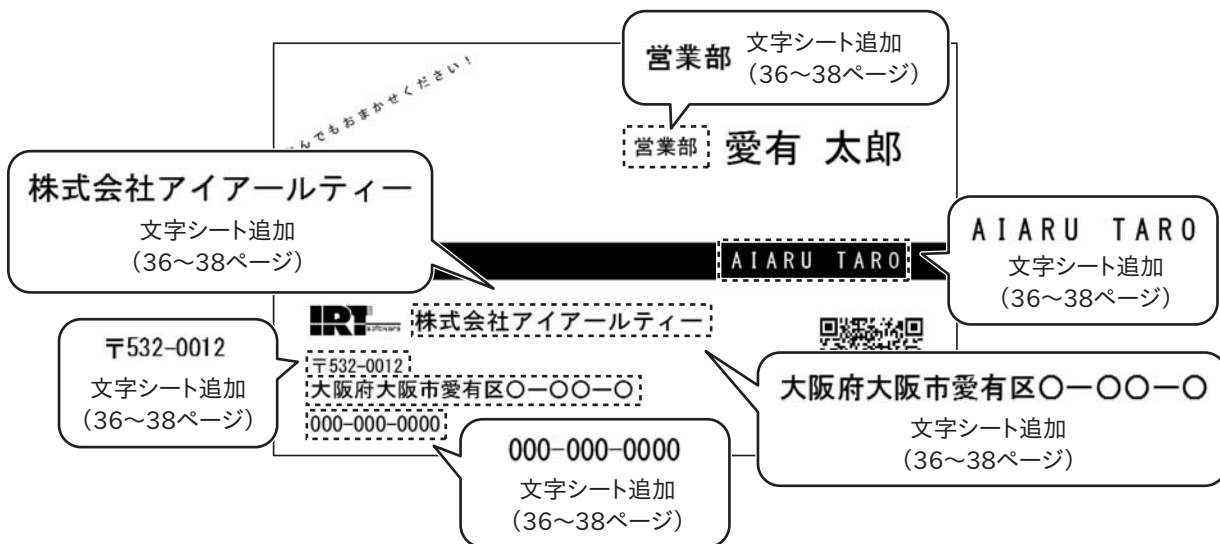 営業部 文字シート追加
（36～38ページ）
んでもおまかせください！
営業部 愛有 太郎
株式会社アイアールティー
文字シート追加
（36～38ページ）
AIARU TARO
AIARU TARO
文字シート追加
（36～38ページ）
IRT software
株式会社アイアールティー
〒532-0012
文字シート追加
（36～38ページ）
〒532-0012
大阪府大阪市愛有区〇ー〇〇ー〇
000-000-0000
大阪府大阪市愛有区〇ー〇〇ー〇
文字シート追加
（36～38ページ）
000-000-0000
文字シート追加
（36～38ページ）